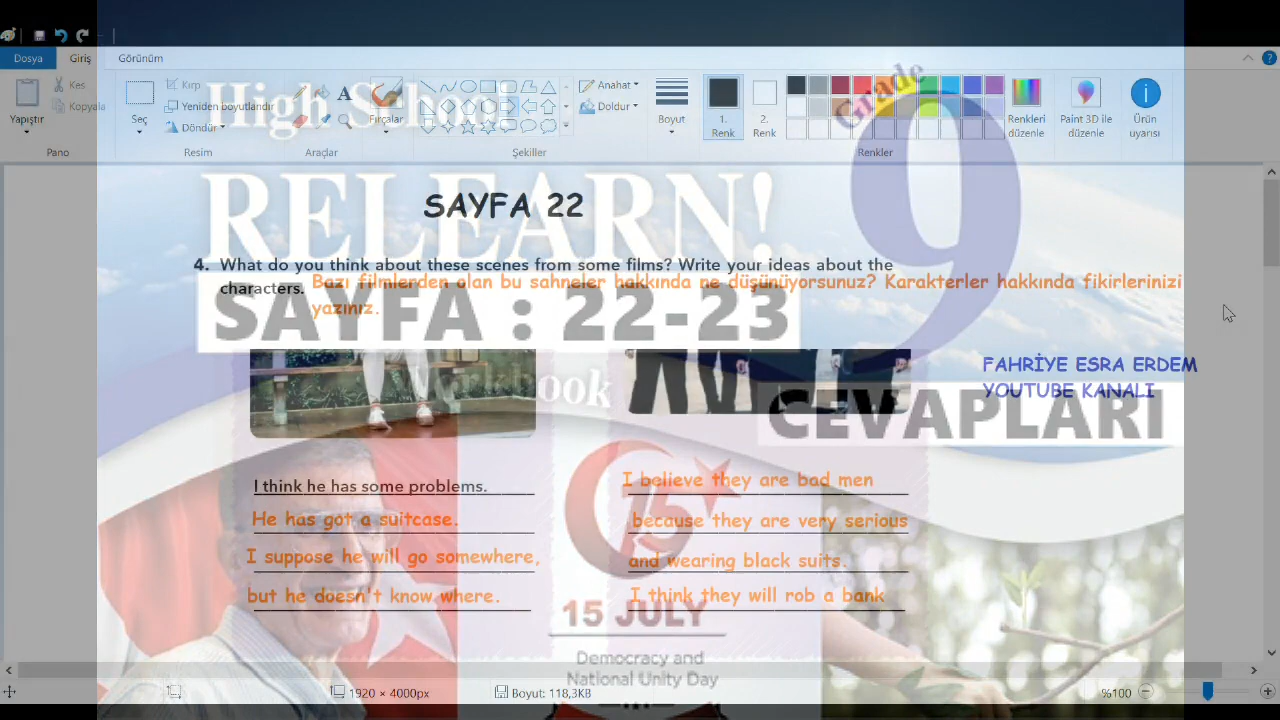 Dosya
Giriş
Görünüm
Yapıştır
Kes
Kopyala
Seç
Kırp
Yeniden boyutlandır
Döndür
A
Fırçalar
Anahat
Doldur
Boyut
1.
Renk
2.
Renk
Renkleri
düzenle
Paint 3D ile
düzenle
Ürün
uyarısı
Pano
Resim
Araçlar
Şekiller
Renkler
High School
Grade
9
RELEARN!
SAYFA 22
4. What do you think about these scenes from some films? Write your ideas about the
characters.
Bazı filmlerden olan bu sahneler hakkında ne düşünüyorsunuz? Karakterler hakkında fikirlerinizi
yazınız.
SAYFA : 22-23
Workbook
FAHRİYE ESRA ERDEM
YOUTUBE KANALI
CEVAPLARI
I think he has some problems.
He has got a suitcase.
I suppose he will go somewhere,
but he doesn't know where.
I believe they are bad men
because they are very serious
and wearing black suits.
I think they will rob a bank
15
15 JULY
Democracy and
National Unity Day
1920 × 4000px
Boyut: 118,3KB
%100